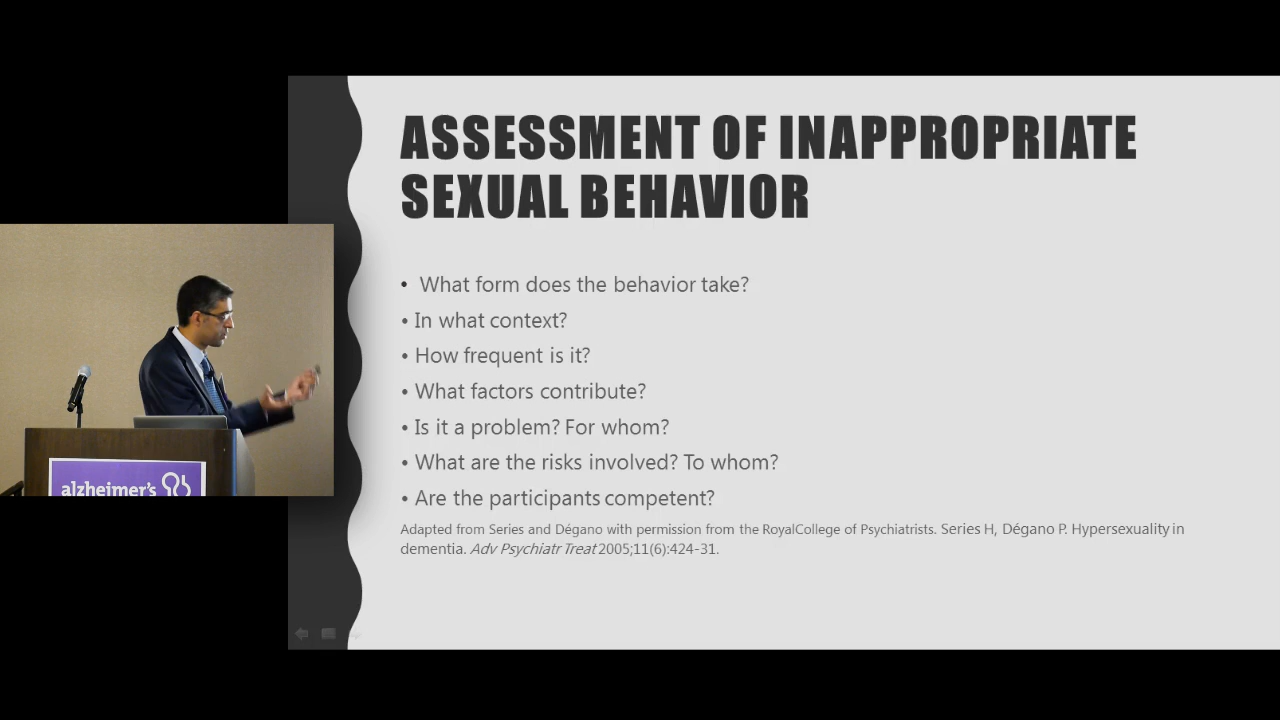 ASSESSMENT OF INAPPROPRIATE
SEXUAL BEHAVIOR
• What form does the behavior take?
• In what context?
• How frequent is it?
• What factors contribute?
• Is it a problem? For whom?
• What are the risks involved? To whom?
• Are the participants competent?
Adapted from Series and Dégano with permission from the RoyalCollege of Psychiatrists. Series H, Dégano P. Hypersexuality in
dementia. Adv Psychiatr Treat 2005;11(6):424-31.
alzheimer's